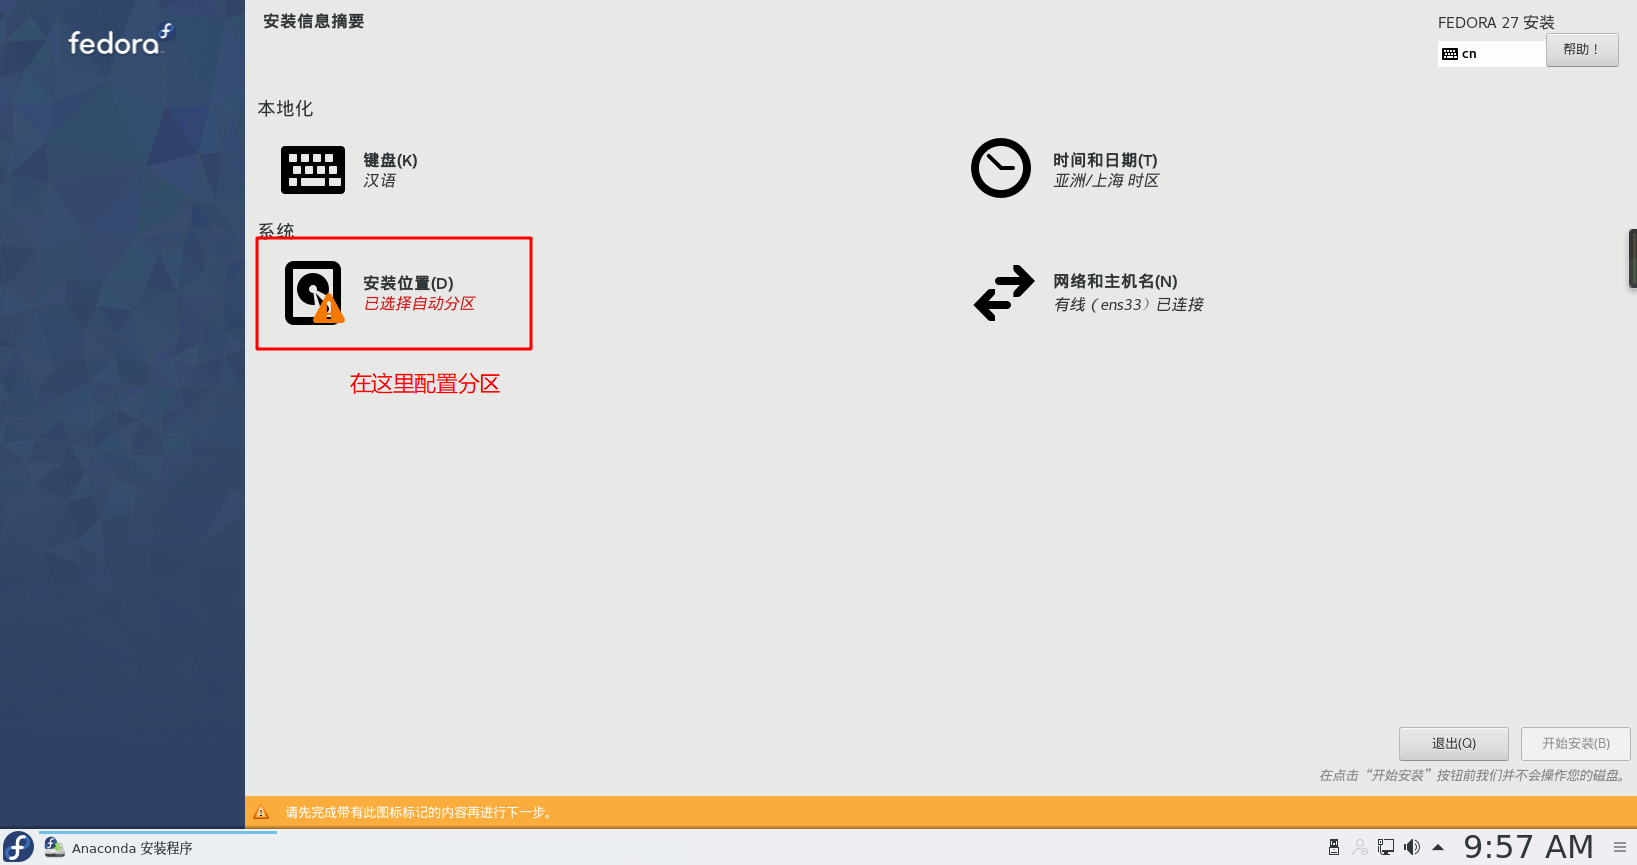 fedora
安装信息摘要
FEDORA 27 安装
cn
帮助！
本地化
键盘(K)
汉语
时间和日期(T)
亚洲/上海 时区
系统
安装位置(D)
已选择自动分区
网络和主机名(N)
有线（ens33）已连接
在这里配置分区
退出(Q)
开始安装(B)
在点击“开始安装”按钮前我们并不会操作您的磁盘。
请先完成带有此图标标记的内容再进行下一步。
Anaconda 安装程序
9:57 AM